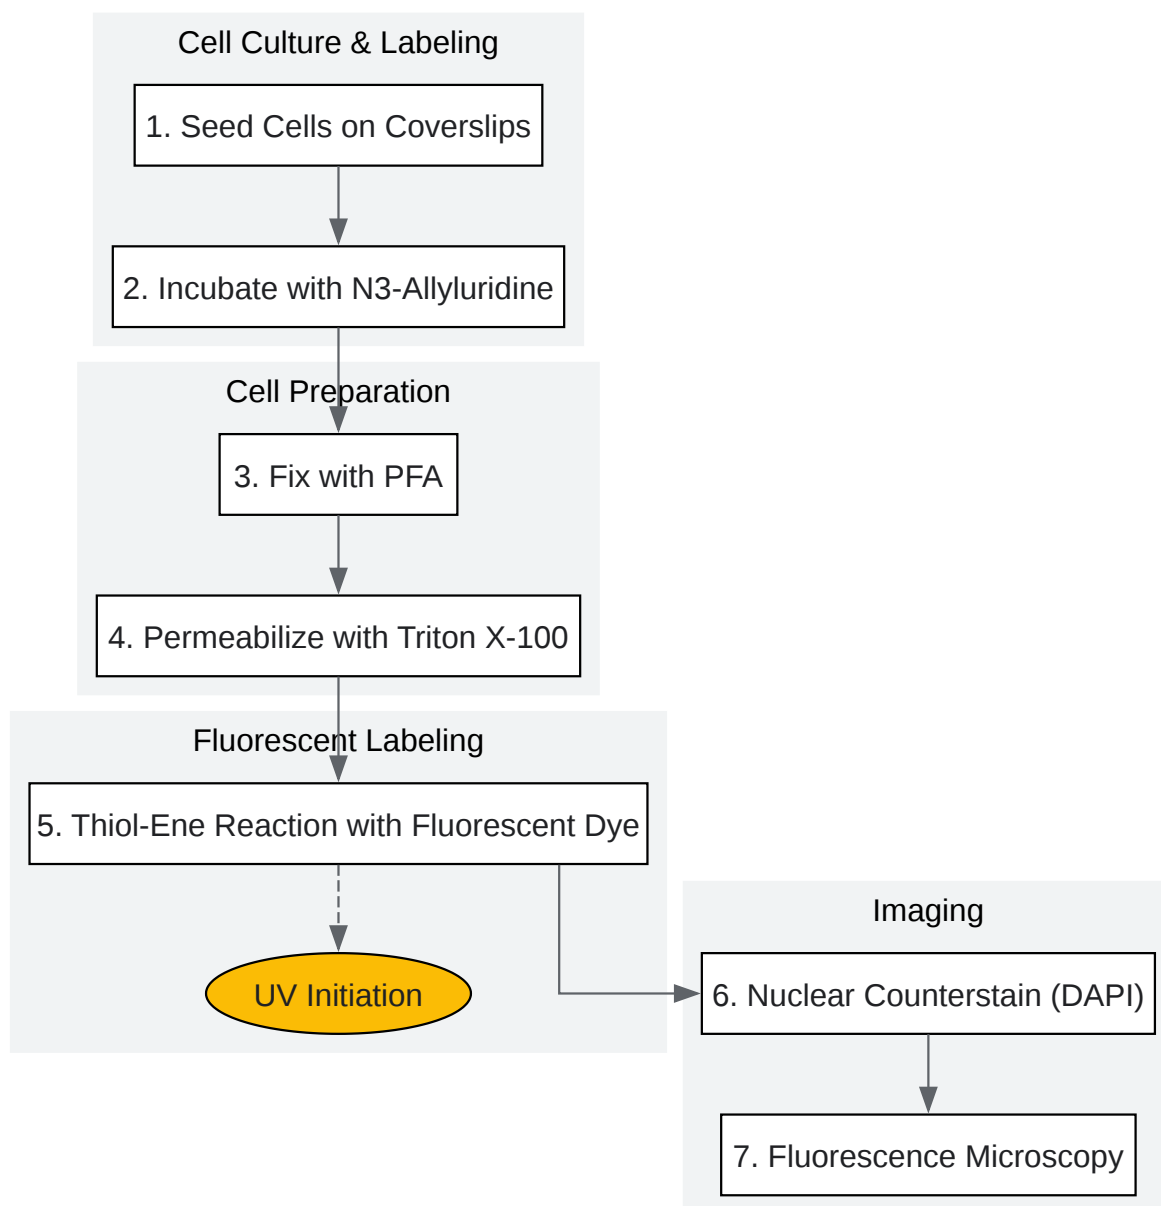 Cell Culture & Labeling
1. Seed Cells on Coverslips
2. Incubate with N3-Allyluridine
Cell Preparation
3. Fix with PFA
4. Permeabilize with Triton X-100
Fluorescent Labeling
5. Thiol-Ene Reaction with Fluorescent Dye
UV Initiation
Imaging
6. Nuclear Counterstain (DAPI)
7. Fluorescence Microscopy